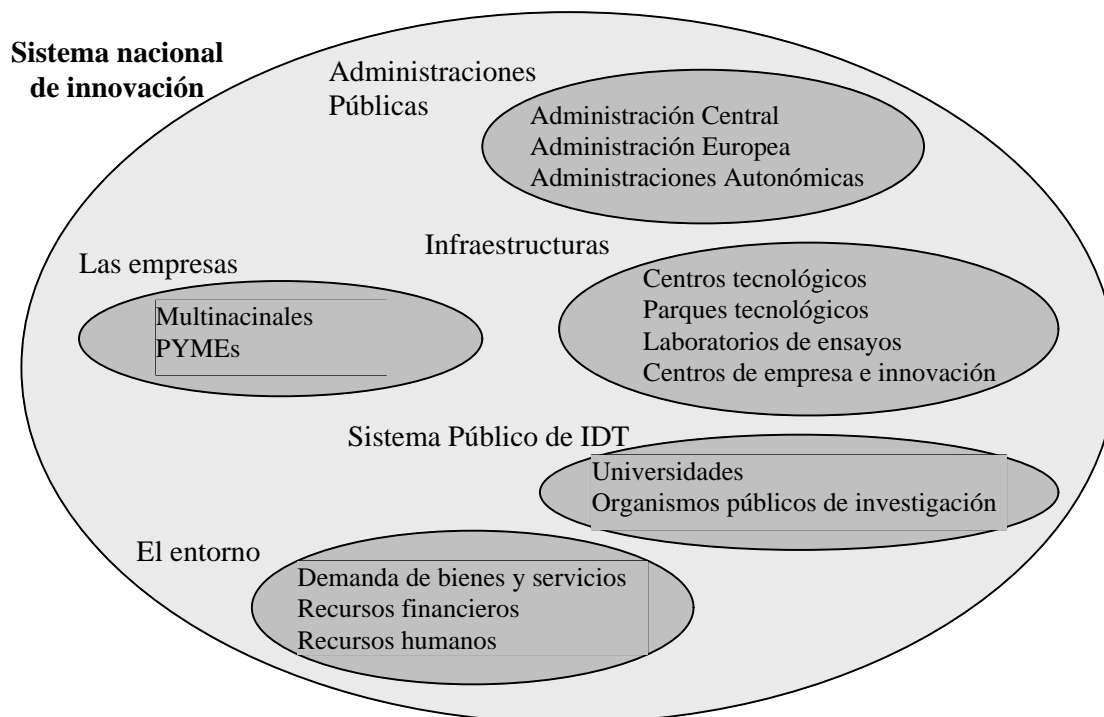 Sistema nacional
de innovación
Administraciones
Públicas
Administración Central
Administración Europea
Administraciones Autonómicas
Las empresas
Multinacinales
PYMEs
Infraestructuras
Centros tecnológicos
Parques tecnológicos
Laboratorios de ensayos
Centros de empresa e innovación
Sistema Público de IDT
Universidades
Organismos públicos de investigación
El entorno
Demanda de bienes y servicios
Recursos financieros
Recursos humanos